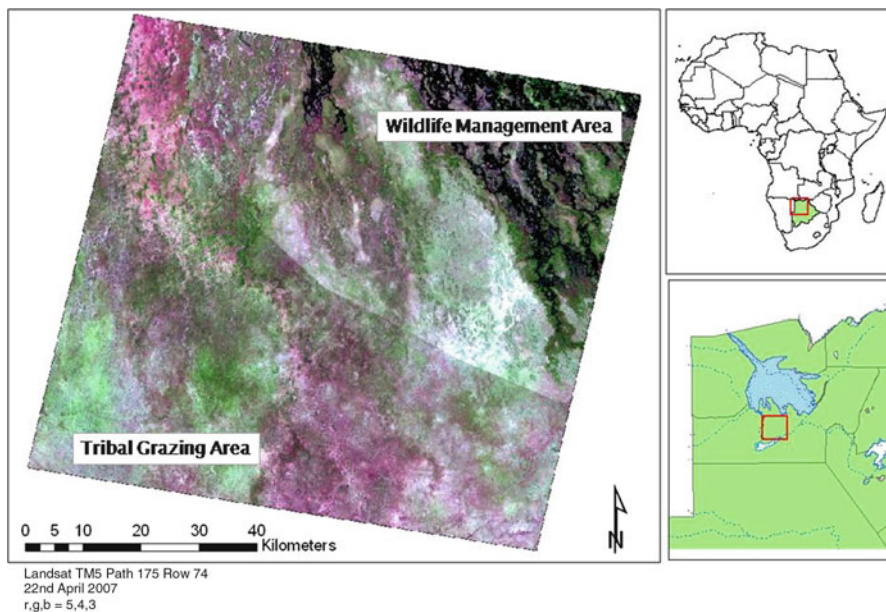 Wildlife Management Area
Tribal Grazing Area
0 5 10 20 30 40
Kilometers
N
Landsat TM5 Path 175 Row 74
22nd April 2007
r,g,b = 5,4,3